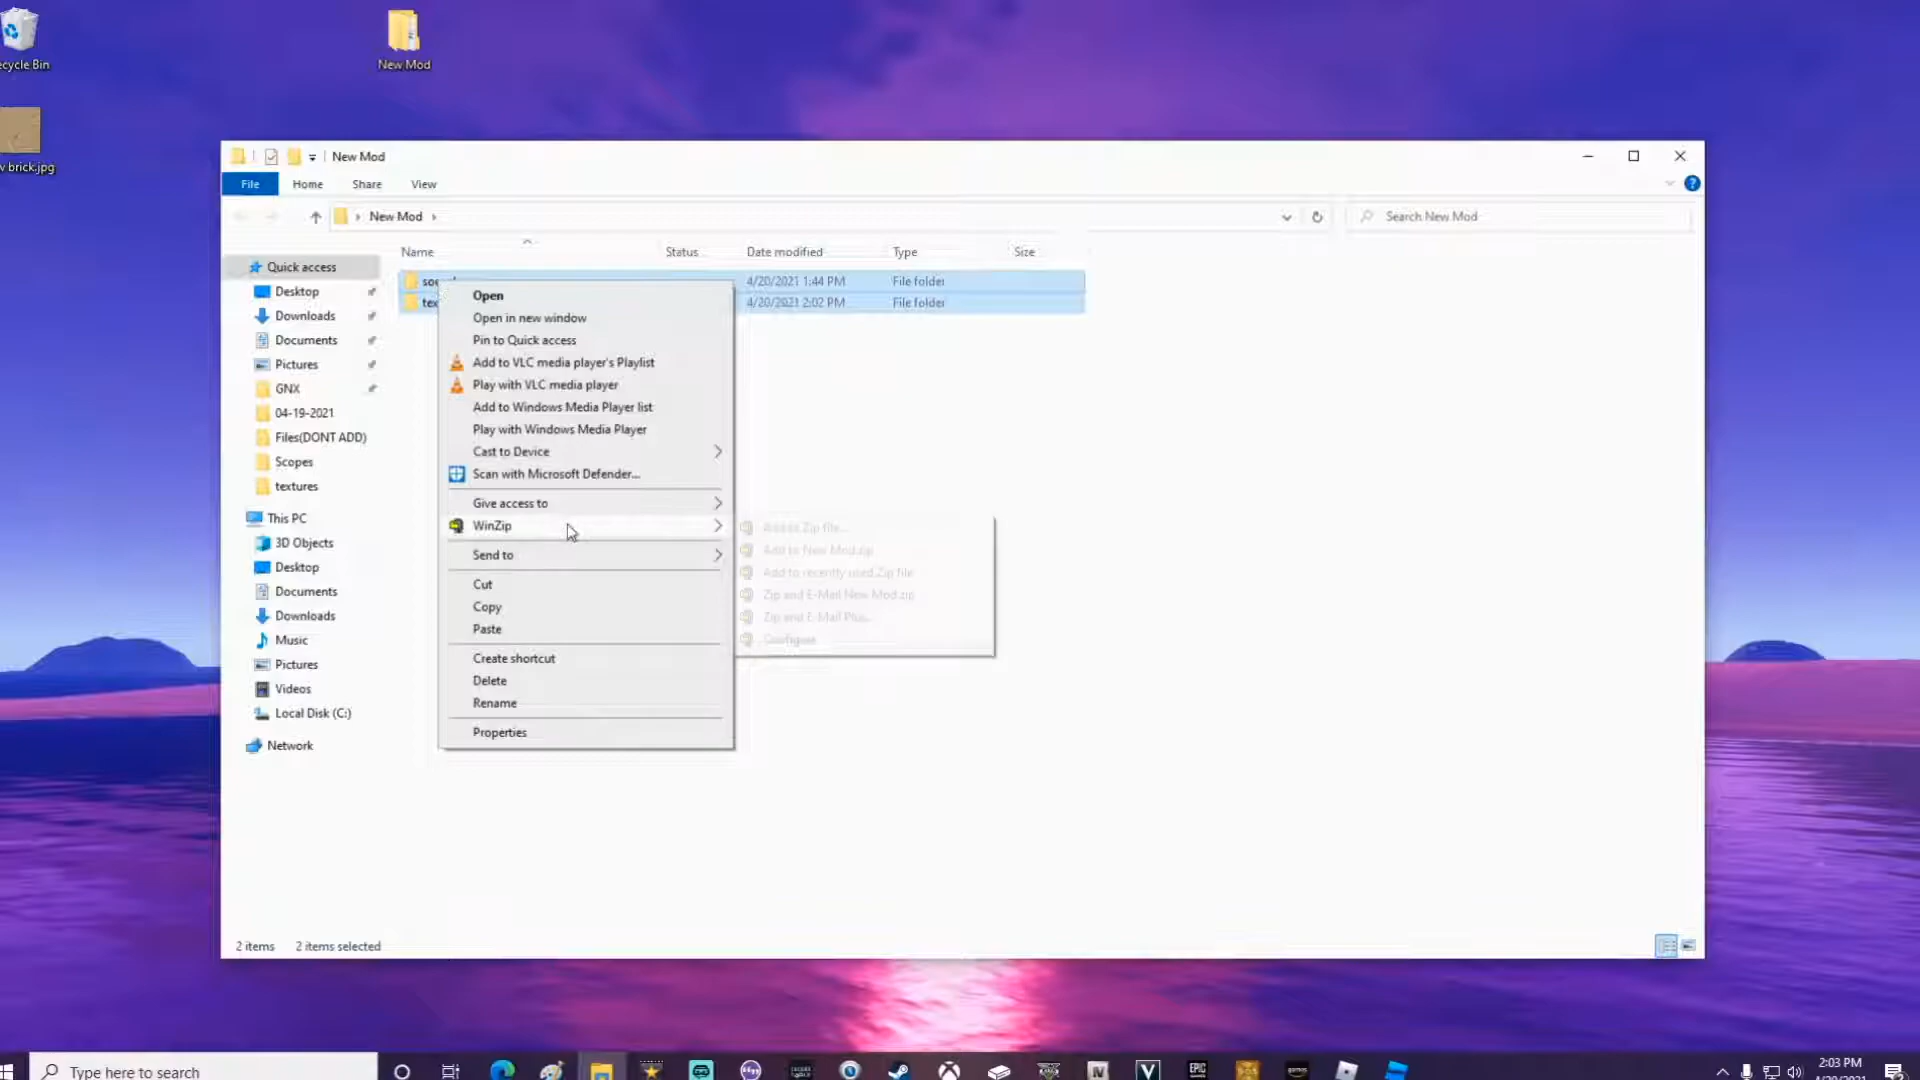 New Mod
New Mod
File Home Share View
New Mod
Search New Mod
Name Status Date modified Type Size
4/20/2021 1:44 PM File folder
4/20/2021 2:02 PM File folder
Quick access
Desktop
Downloads
Documents
Pictures
GNX
04-19-2021
Files(DONT ADD)
Scopes
textures
This PC
3D Objects
Desktop
Documents
Downloads
Music
Pictures
Videos
Local Disk (C:)
Network
Open
Open in new window
Pin to Quick access
Add to VLC media player's Playlist
Play with VLC media player
Add to Windows Media Player list
Play with Windows Media Player
Cast to Device
Scan with Microsoft Defender...
Give access to
WinZip
Send to
Cut
Copy
Paste
Create shortcut
Delete
Rename
Properties
Add to Zip file...
Add to New Mod.zip
Add to recently used Zip file
Zip and E-Mail New Mod.zip
Zip and E-Mail Plus...
Configure
2 items 2 items selected
ecycle Bin
w brick.jpg
Type here to search
EPIC
2:03 PM